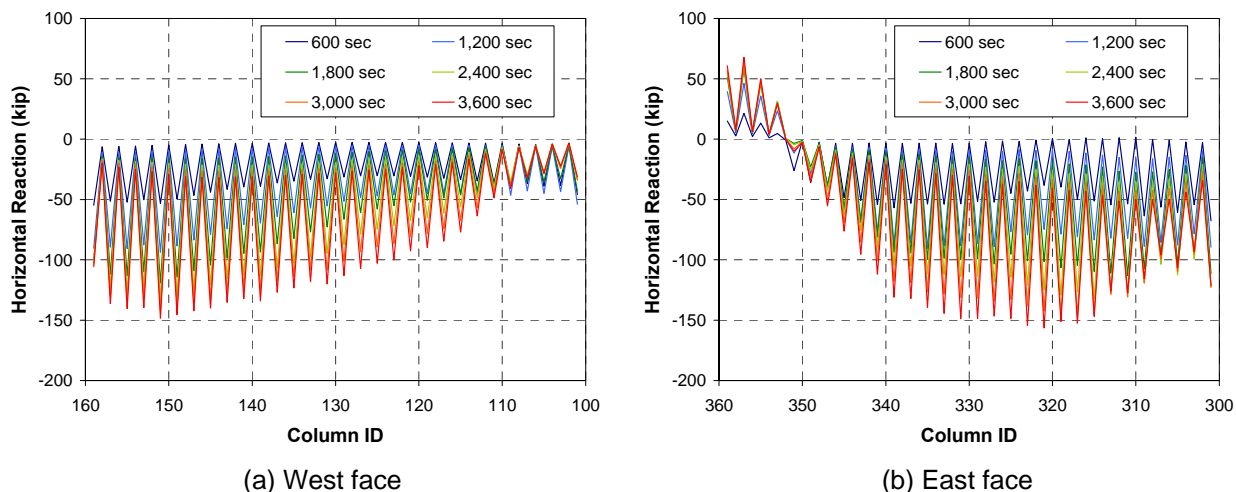 100
50
0
-50
-100
-150
-200
Horizontal Reaction (kip)
600 sec 1,200 sec
1,800 sec 2,400 sec
3,000 sec 3,600 sec
160 150 140 130 120 110 100
Column ID
(a) West face
100
50
0
-50
-100
-150
-200
Horizontal Reaction (kip)
600 sec 1,200 sec
1,800 sec 2,400 sec
3,000 sec 3,600 sec
360 350 340 330 320 310 300
Column ID
(b) East face